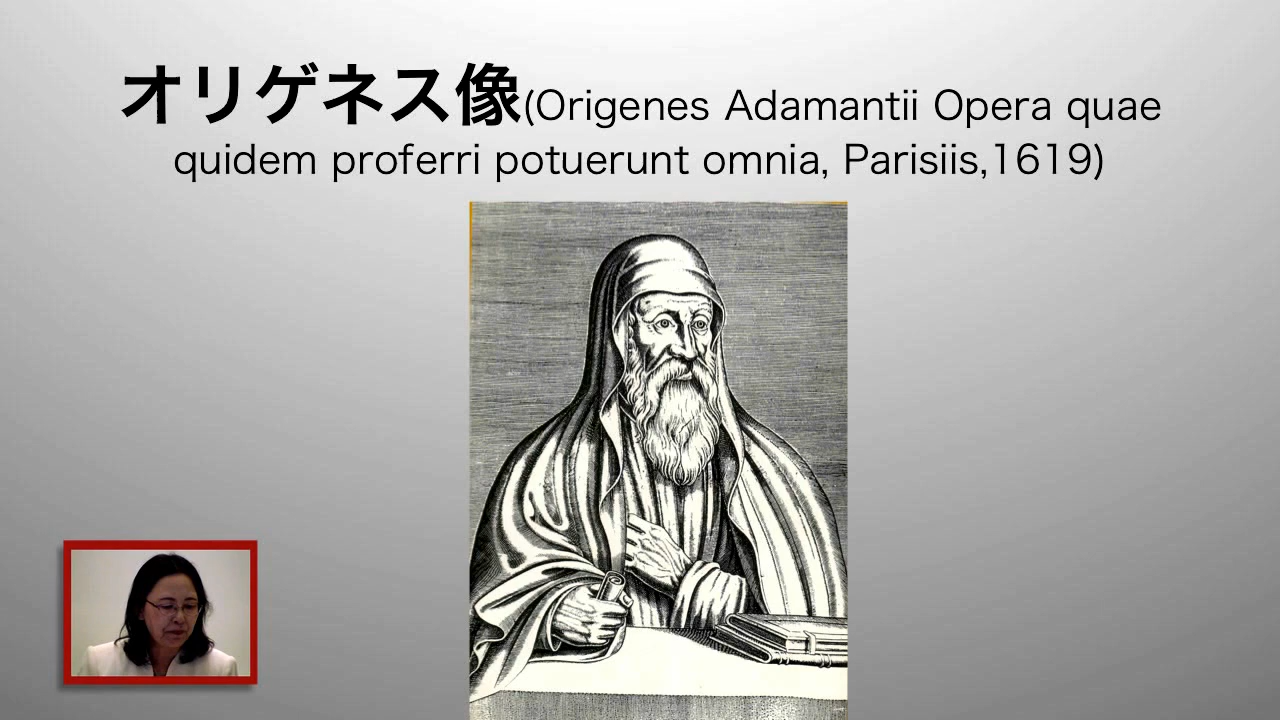 オリゲネス像(Origenes Adamantii Opera quae
quidem proferri potuerunt omnia, Parisiis,1619)